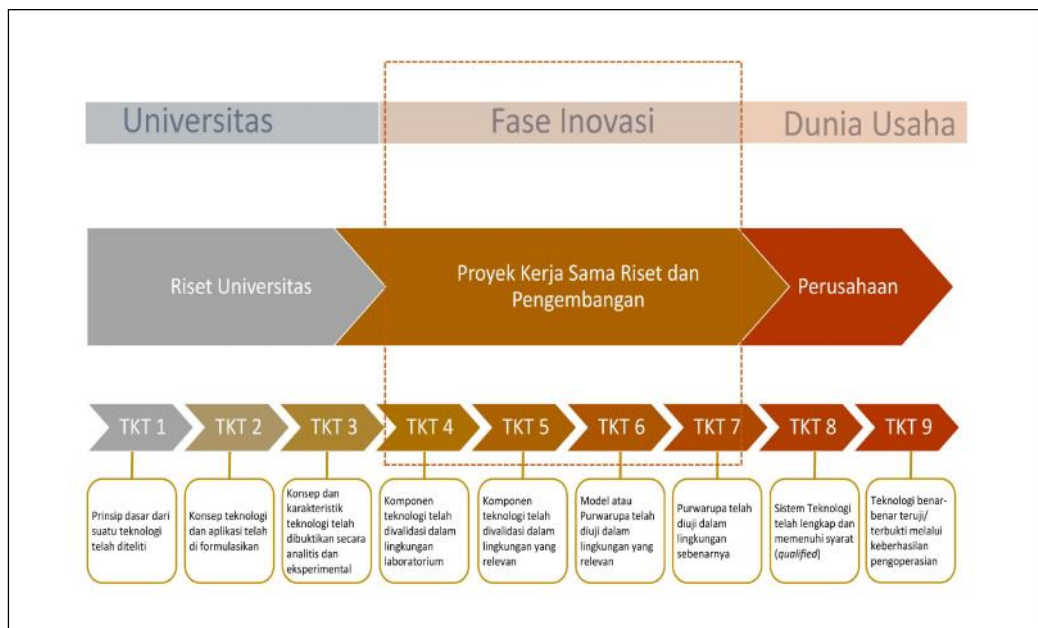 Universitas
Fase Inovasi
Dunia Usaha
Riset Universitas
Proyek Kerja Sama Riset dan
Pengembangan
Perusahaan
TKT 1
TKT 2
TKT 3
TKT 4
TKT 5
TKT 6
TKT 7
TKT 8
TKT 9
Prinsip dasar dari
suatu teknologi
telah diteliti
Konsep teknologi
dan aplikasi telah
di formulasikan
Konsep dan
karakteristik
teknologi telah
dibuktikan secara
analitis dan
eksperimental
Komponen
teknologi telah
divalidasi dalam
lingkungan
laboratorium
Komponen
teknologi telah
divalidasi dalam
lingkungan yang
relevan
Model atau
Purwarupa telah
diuji dalam
lingkungan yang
relevan
Purwarupa telah
diuji dalam
lingkungan
sebenarnya
Sistem Teknologi
telah lengkap dan
memenuhi syarat
(qualified)
Teknologi benar-
benar teruji/
terbukti melalui
keberhasilan
pengoperasian